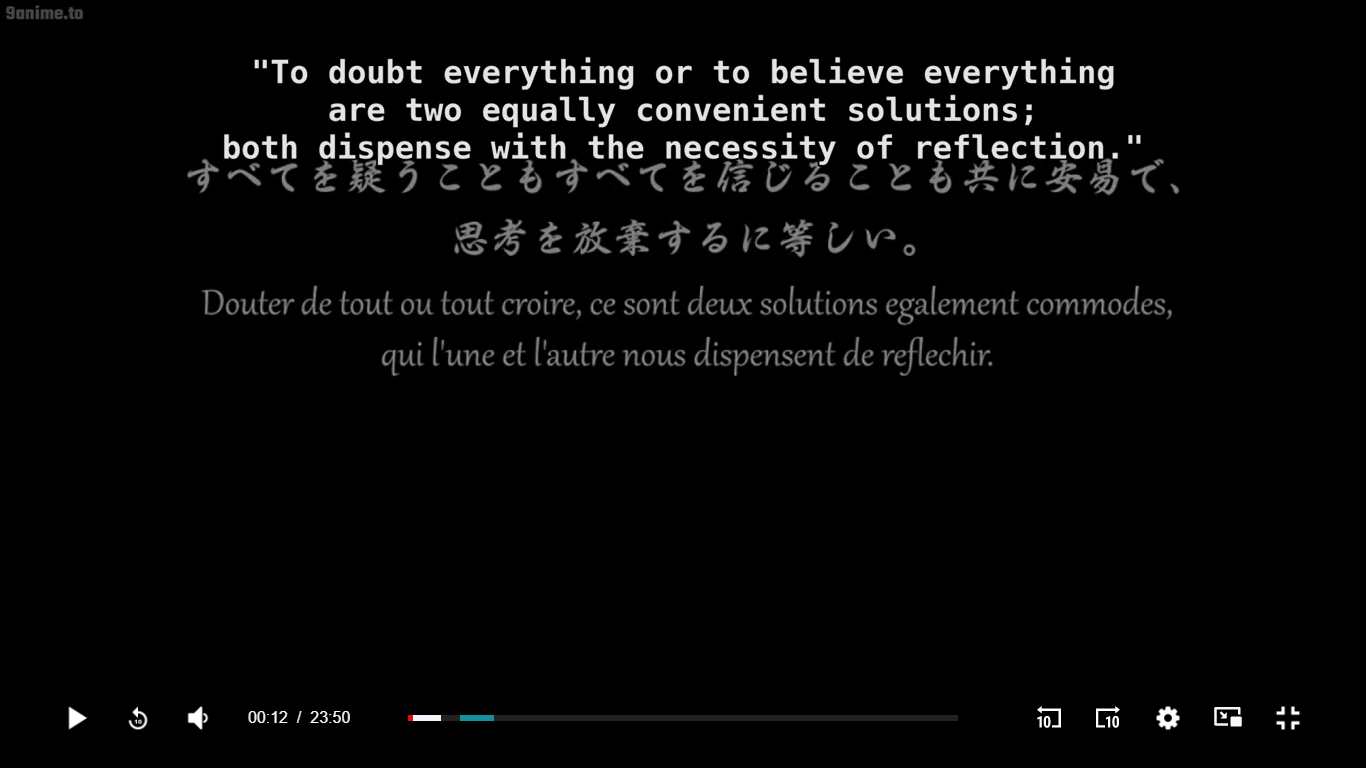 9anime.to
"To doubt everything or to believe everything
are two equally convenient solutions;
both dispense with the necessity of reflection."
すべてを疑うこともすべてを信じることも共に安易で、
思考を放棄するに等しい。
Douter de tout ou tout croire, ce sont deux solutions egalement commodes,
qui l'une et l'autre nous dispensent de reflechir.
10
00:12 / 23:50
10
10